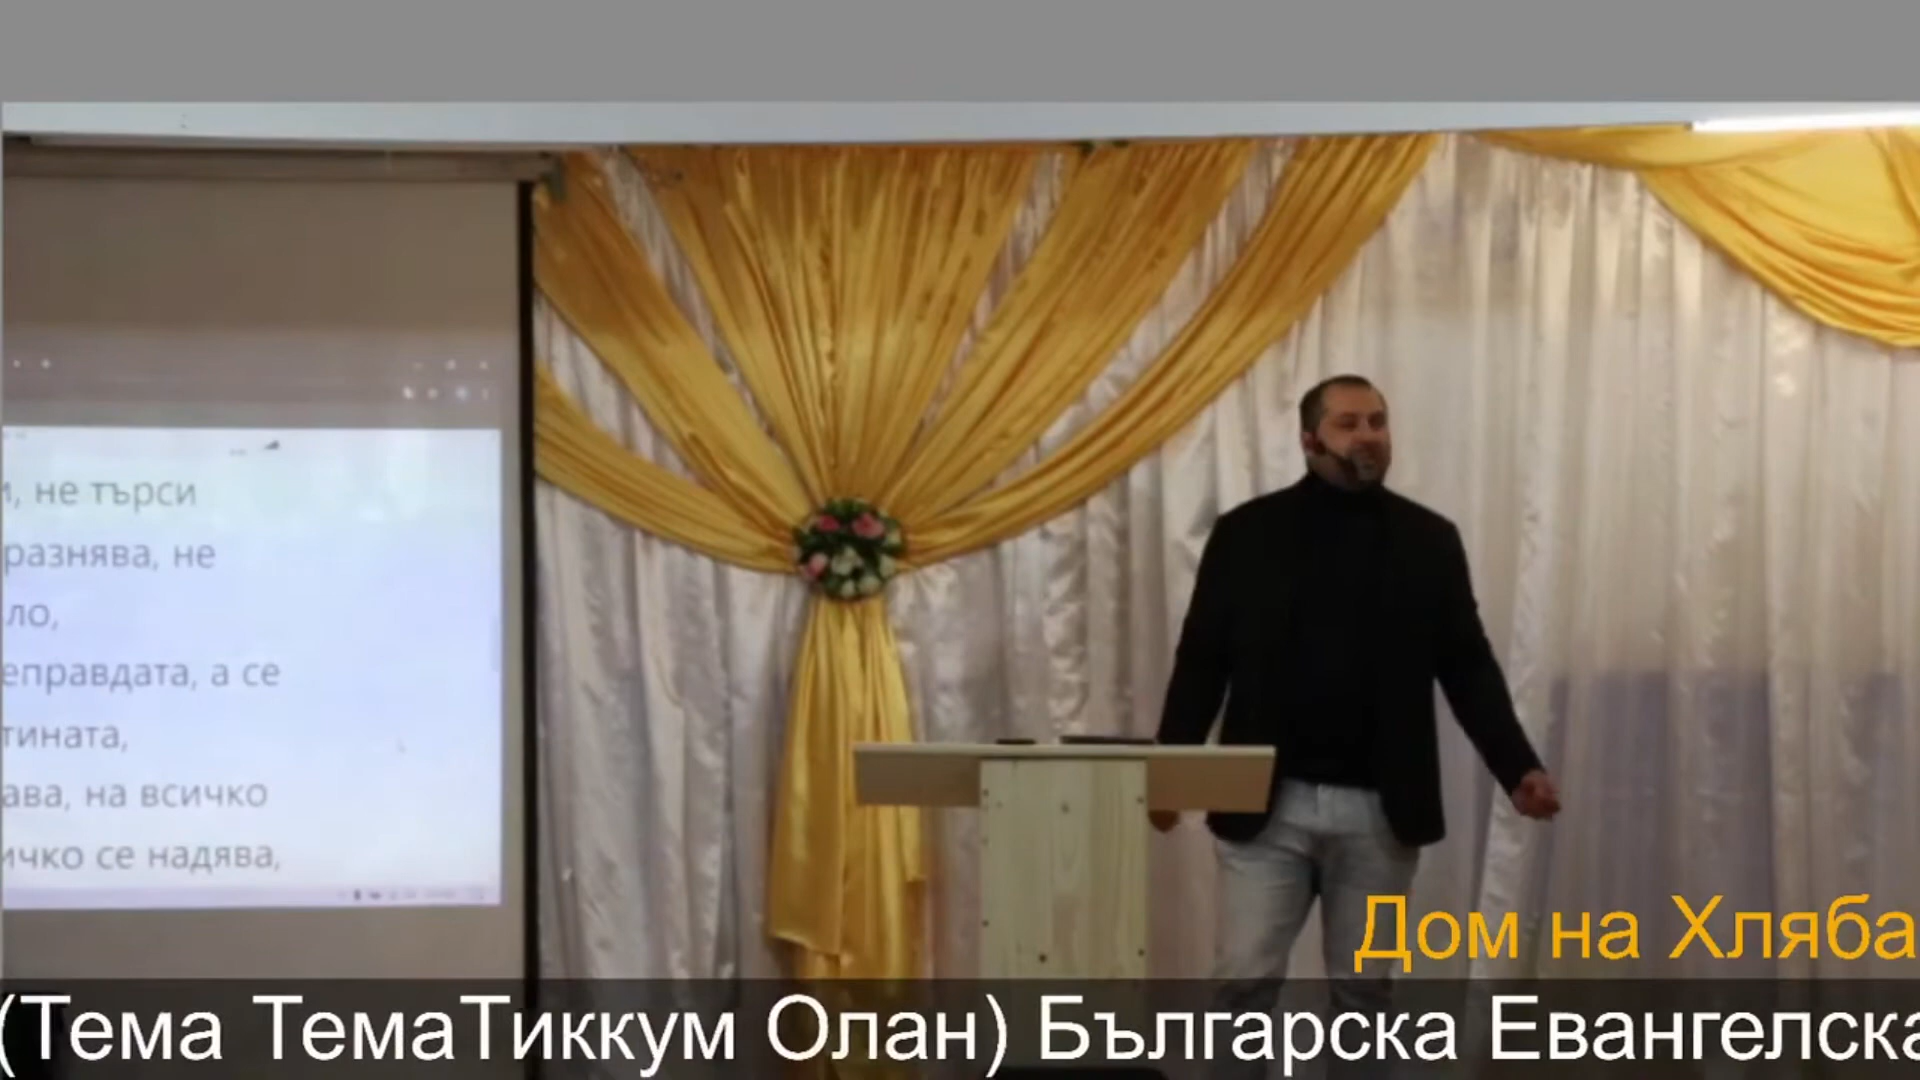 и, не търси
разнява, не
ло,
еправдата, а се
тината,
ава, на всичко
ичко се надява,
Дом на Хляба
(Тема ТемаТиккум Олан) Българска Евангелска